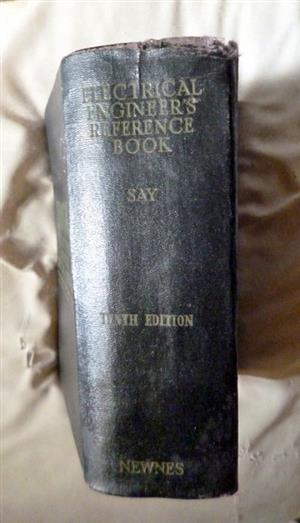 ELECTRICAL
ENGINEER'S
REFERENCE
BOOK
SAY
TENTH EDITION
NEWNES